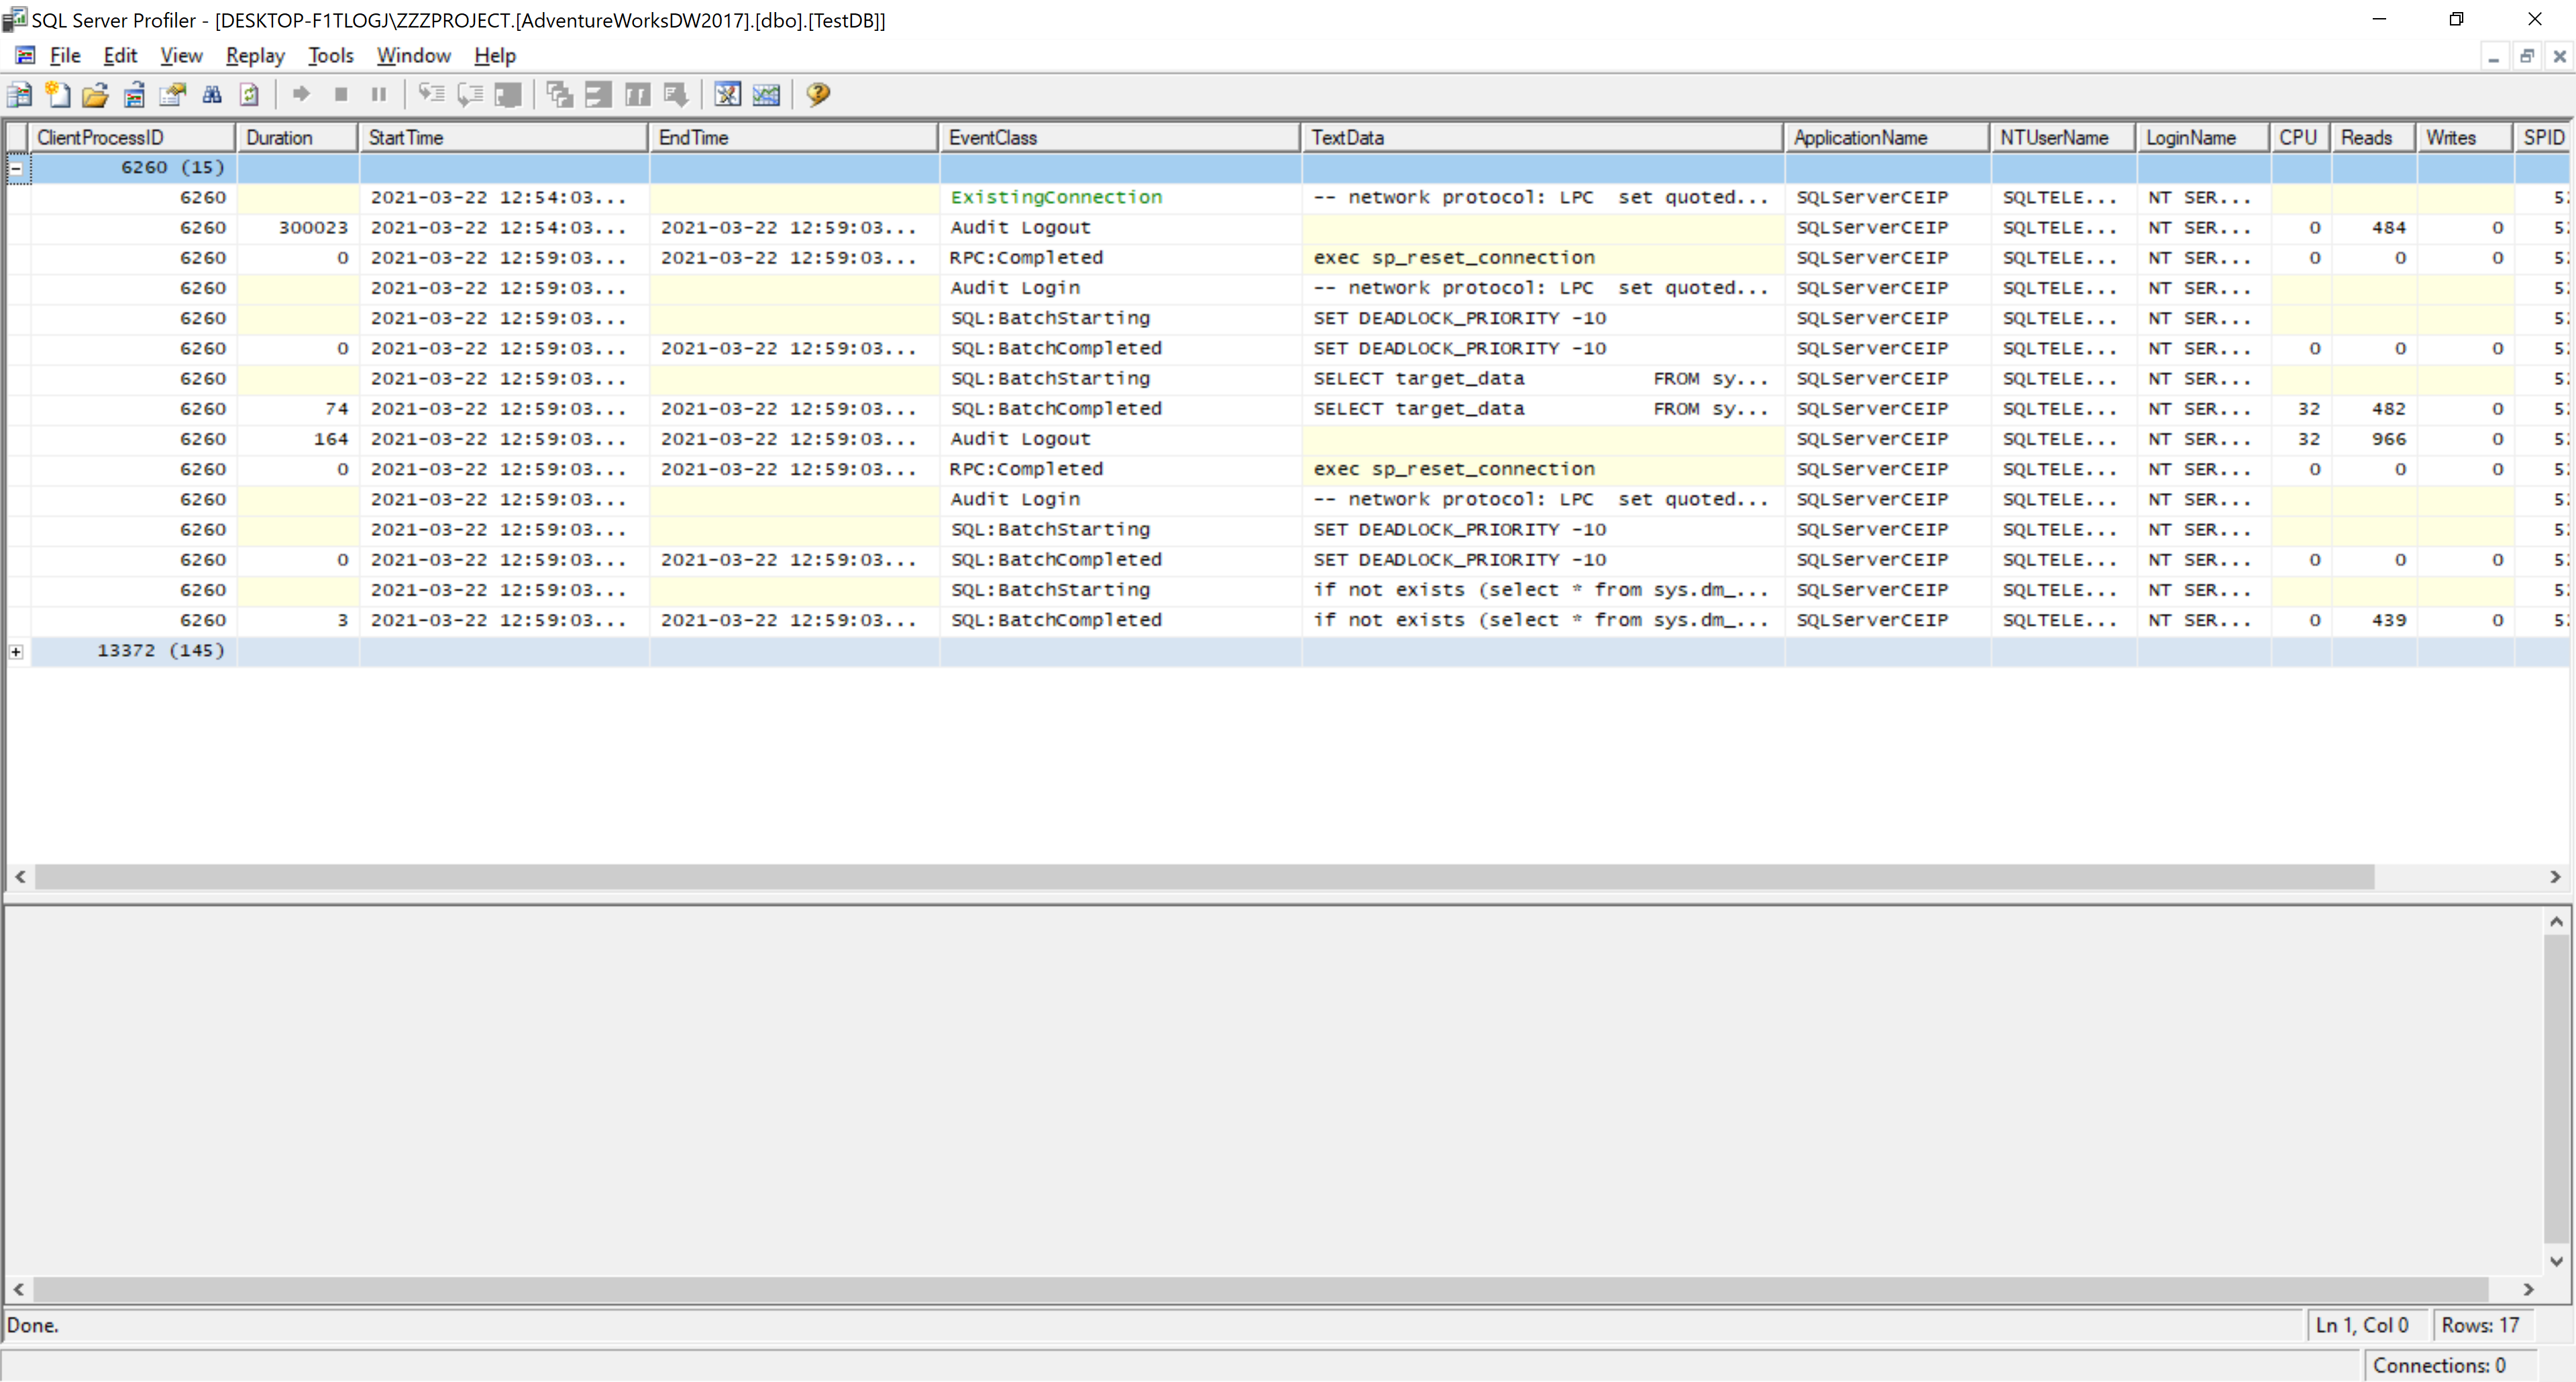 SQL Server Profiler - [DESKTOP-F1TLOGJ\ZZZPROJECT.[AdventureWorksDW2017].[dbo].[TestDB]]
File Edit View Replay Tools Window Help
ClientProcessID Duration StartTime EndTime EventClass TextData ApplicationName NTUserName LoginName CPU Reads Writes SPID
6260 (15)
6260 2021-03-22 12:54:03... ExistingConnection -- network protocol: LPC set quoted... SQLServerCEIP SQLTELE... NT SER...
6260 300023 2021-03-22 12:54:03... 2021-03-22 12:59:03... Audit Logout SQLServerCEIP SQLTELE... NT SER... 0 484 0
6260 0 2021-03-22 12:59:03... 2021-03-22 12:59:03... RPC:Completed exec sp_reset_connection SQLServerCEIP SQLTELE... NT SER... 0 0 0
6260 2021-03-22 12:59:03... Audit Login -- network protocol: LPC set quoted... SQLServerCEIP SQLTELE... NT SER...
6260 2021-03-22 12:59:03... SQL:BatchStarting SET DEADLOCK_PRIORITY -10 SQLServerCEIP SQLTELE... NT SER...
6260 0 2021-03-22 12:59:03... 2021-03-22 12:59:03... SQL:BatchCompleted SET DEADLOCK_PRIORITY -10 SQLServerCEIP SQLTELE... NT SER... 0 0 0
6260 2021-03-22 12:59:03... SQL:BatchStarting SELECT target_data FROM sy... SQLServerCEIP SQLTELE... NT SER...
6260 74 2021-03-22 12:59:03... 2021-03-22 12:59:03... SQL:BatchCompleted SELECT target_data FROM sy... SQLServerCEIP SQLTELE... NT SER... 32 482 0
6260 164 2021-03-22 12:59:03... 2021-03-22 12:59:03... Audit Logout SQLServerCEIP SQLTELE... NT SER... 32 966 0
6260 0 2021-03-22 12:59:03... 2021-03-22 12:59:03... RPC:Completed exec sp_reset_connection SQLServerCEIP SQLTELE... NT SER... 0 0 0
6260 2021-03-22 12:59:03... Audit Login -- network protocol: LPC set quoted... SQLServerCEIP SQLTELE... NT SER...
6260 2021-03-22 12:59:03... SQL:BatchStarting SET DEADLOCK_PRIORITY -10 SQLServerCEIP SQLTELE... NT SER...
6260 0 2021-03-22 12:59:03... 2021-03-22 12:59:03... SQL:BatchCompleted SET DEADLOCK_PRIORITY -10 SQLServerCEIP SQLTELE... NT SER... 0 0 0
6260 2021-03-22 12:59:03... SQL:BatchStarting if not exists (select * from sys.dm_... SQLServerCEIP SQLTELE... NT SER...
6260 3 2021-03-22 12:59:03... 2021-03-22 12:59:03... SQL:BatchCompleted if not exists (select * from sys.dm_... SQLServerCEIP SQLTELE... NT SER... 0 439 0
13372 (145)
Done. Ln 1, Col 0 Rows: 17
Connections: 0